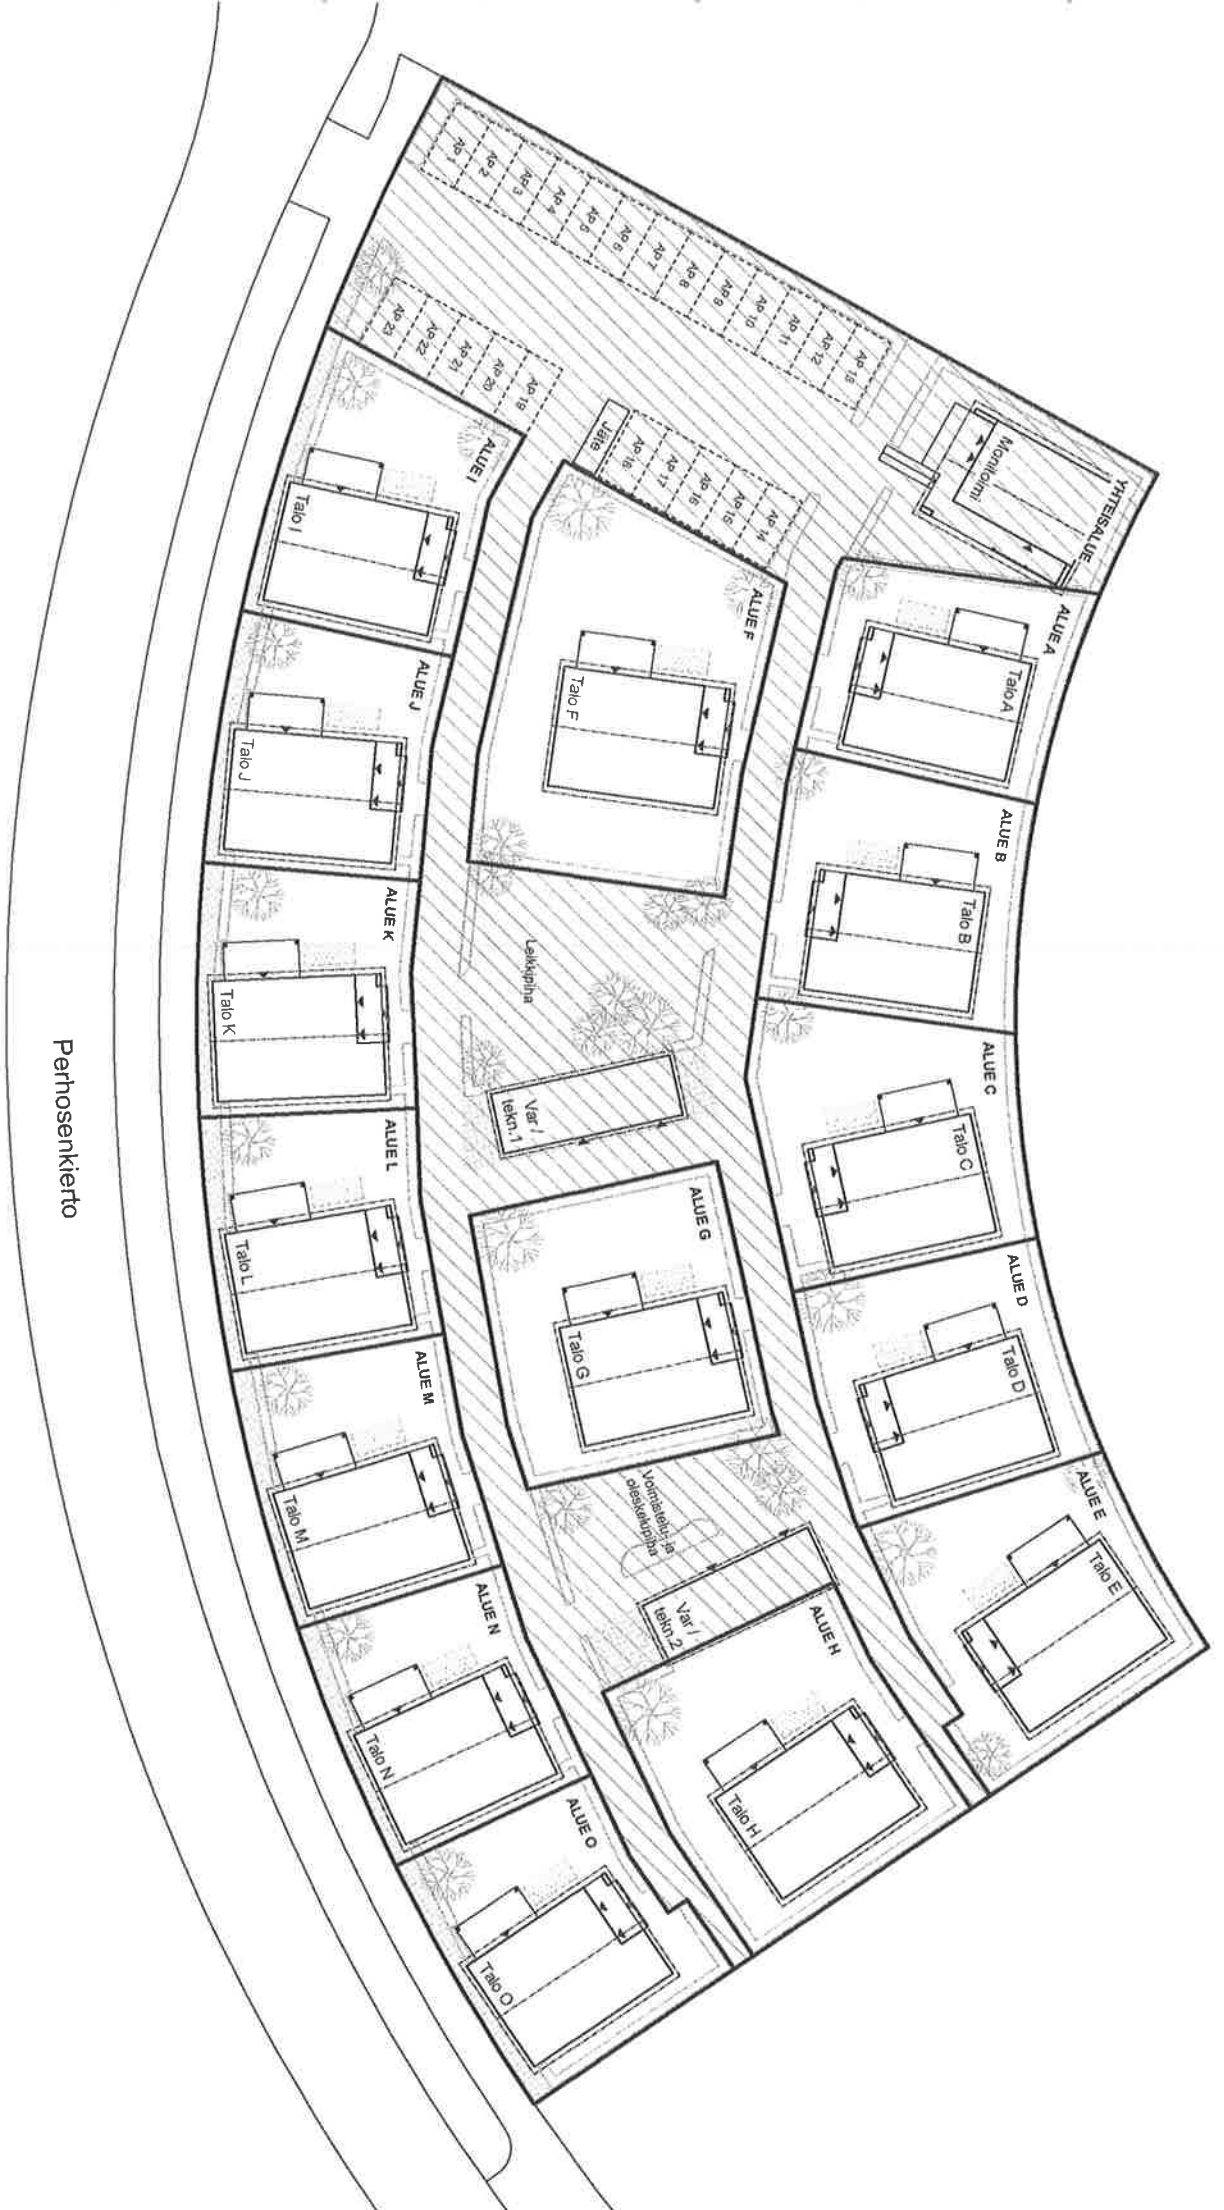 Ap 1
Ap 2
Ap 3
Ap 4
Ap 5
Ap 6
Ap 7
Ap 8
Ap 9
Ap 10
Ap 11
Ap 12
Ap 13
Monitoimi
YHTEISALUE
Ap 23
Ap 22
Ap 21
Ap 20
Ap 19
Jäte
Ap 18
Ap 17
Ap 16
Ap 15
Ap 14
ALUE A
Talo A
ALUE B
Talo B
ALUE C
Talo C
ALUE D
Talo D
ALUE E
Talo E
ALUE F
Talo F
Leikkipiha
Var /
tekn.1
ALUE G
Talo G
Voimistelu- ja
oleskelupiha
Var /
tekn.2
ALUE H
Talo H
ALUE I
Talo I
ALUE J
Talo J
ALUE K
Talo K
ALUE L
Talo L
ALUE M
Talo M
ALUE N
Talo N
ALUE O
Talo O
Perhosenkierto